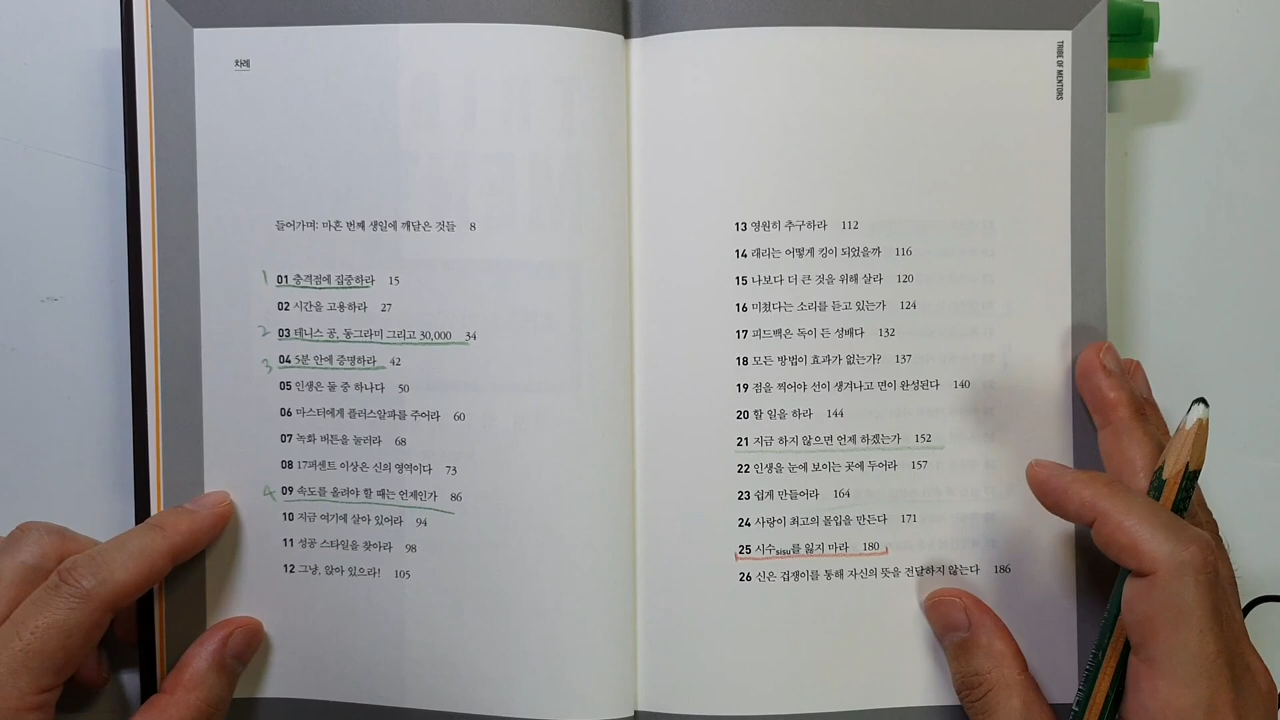 차례
들어가며: 마흔 번째 생일에 깨달은 것들 8
1 01 충격점에 집중하라 15
02 시간을 고용하라 27
2 03 테니스 공, 동그라미 그리고 30,000 34
3 04 5분 안에 증명하라 42
05 인생은 둘 중 하나다 50
06 마스터에게 플러스알파를 주어라 60
07 녹화 버튼을 눌러라 68
08 17퍼센트 이상은 신의 영역이다 73
4 09 속도를 올려야 할 때는 언제인가 86
10 지금 여기에 살아 있어라 94
11 성공 스타일을 찾아라 98
12 그냥, 앉아 있으라! 105
TRIBE OF MENTORS
13 영원히 추구하라 112
14 래리는 어떻게 킹이 되었을까 116
15 나보다 더 큰 것을 위해 살라 120
16 미쳤다는 소리를 듣고 있는가 124
17 피드백은 독이 든 성배다 132
18 모든 방법이 효과가 없는가? 137
19 점을 찍어야 선이 생겨나고 면이 완성된다 140
20 할 일을 하라 144
21 지금 하지 않으면 언제 하겠는가 152
22 인생을 눈에 보이는 곳에 두어라 157
23 쉽게 만들어라 164
24 사랑이 최고의 몰입을 만든다 171
25 시수sisu를 잃지 마라 180
26 신은 겁쟁이를 통해 자신의 뜻을 전달하지 않는다 186